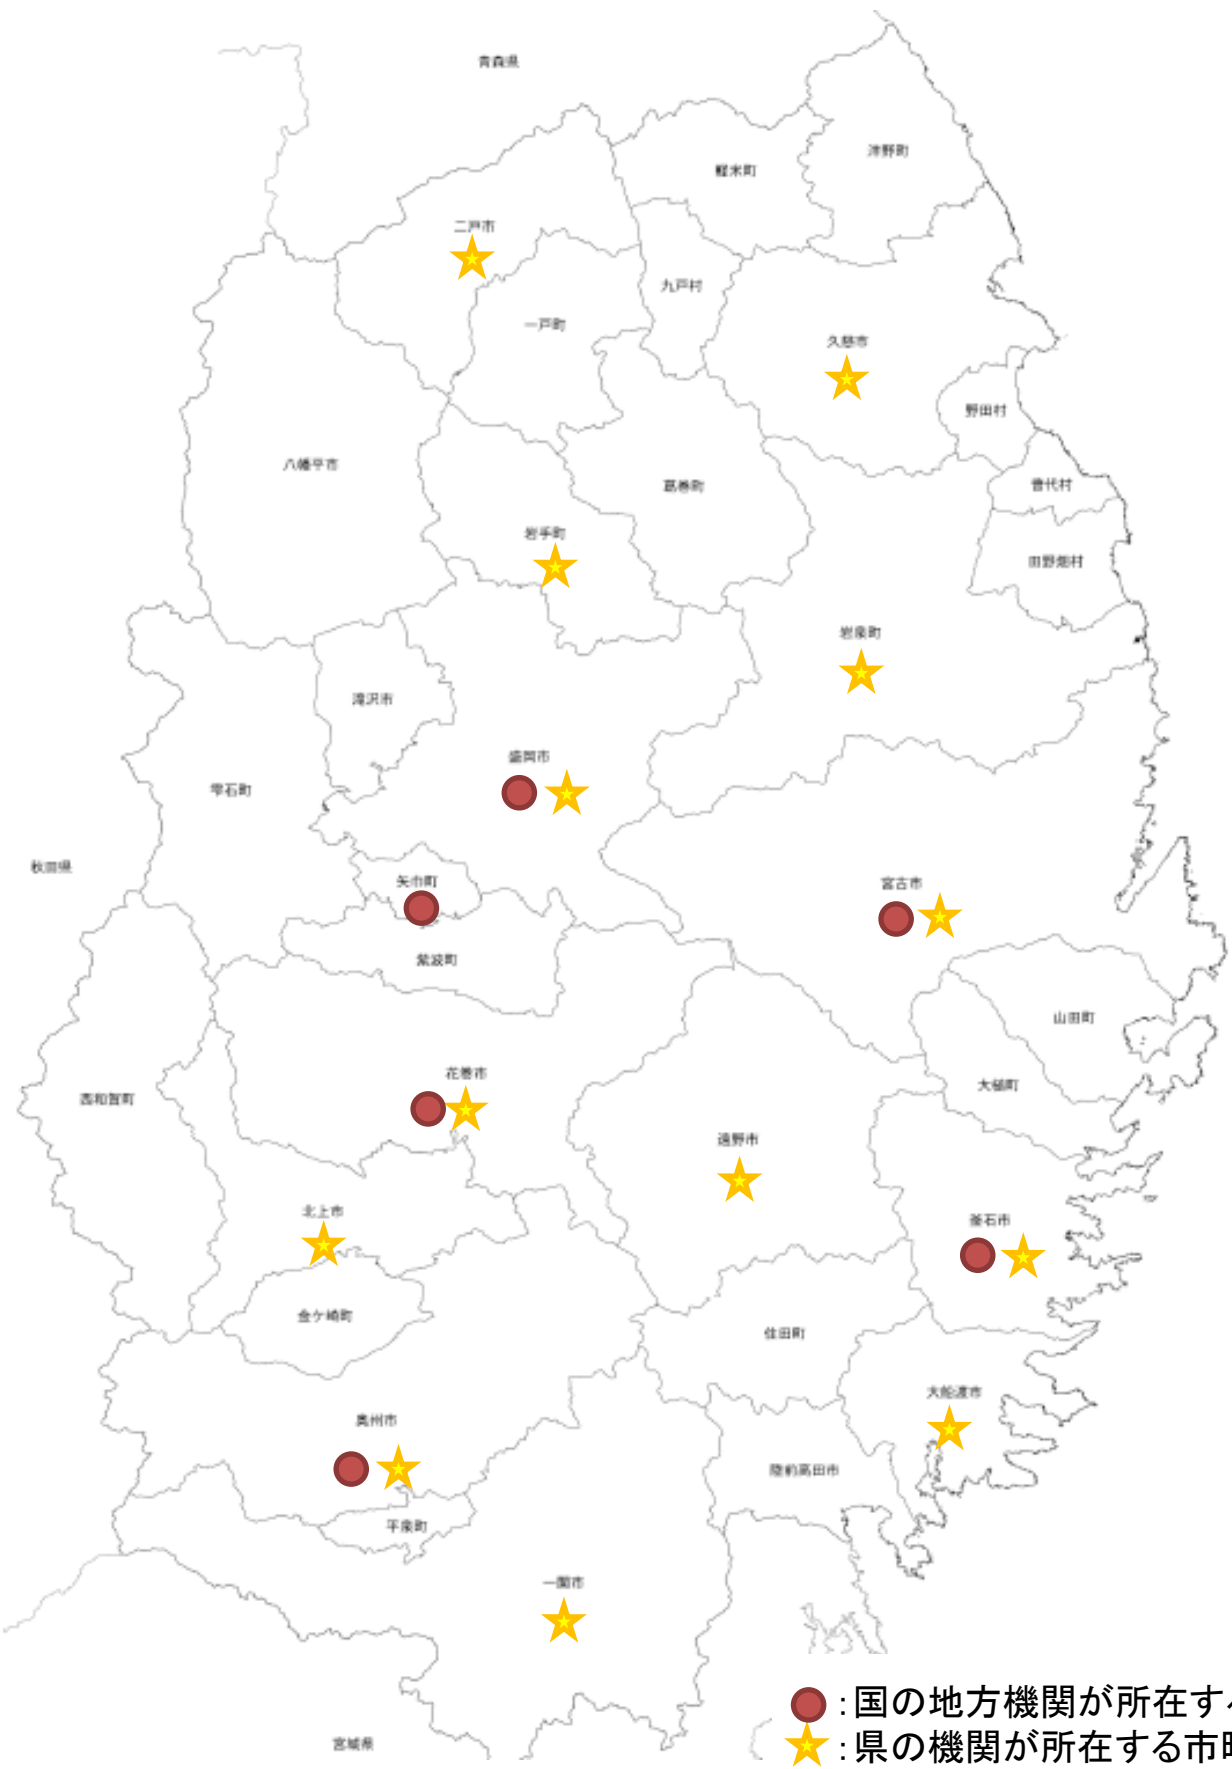 青森県
洋野町
軽米町
二戸市
九戸村
一戸町
久慈市
野田村
八幡平市
葛巻町
普代村
岩手町
田野畑村
岩泉町
滝沢市
盛岡市
雫石町
秋田県
矢巾町
宮古市
紫波町
山田町
花巻市
大槌町
西和賀町
遠野市
北上市
釜石市
金ケ崎町
住田町
大船渡市
奥州市
陸前高田市
平泉町
一関市
宮城県
:国の地方機関が所在す
:県の機関が所在する市